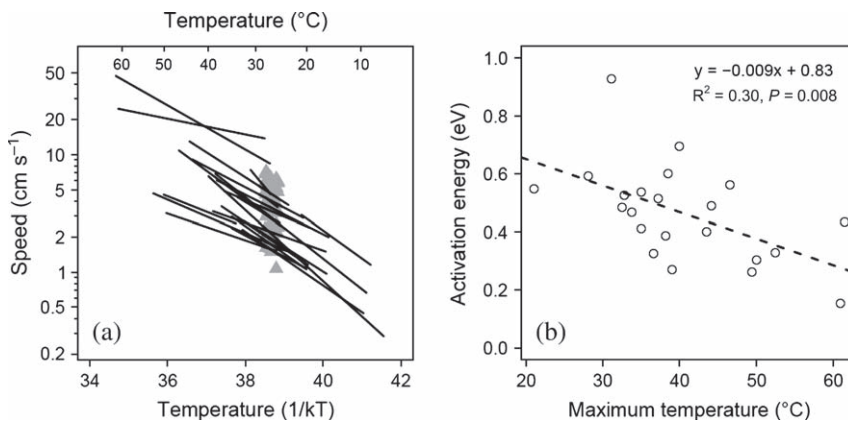 Temperature (°C)
60 50 40 30 20 10
50
20
10
5
2
1
0.5
0.2
Speed (cm s⁻¹)
(a)
34 36 38 40 42
Temperature (1/kT)
1.0
0.8
0.6
0.4
0.2
0.0
Activation energy (eV)
y = −0.009x + 0.83
R² = 0.30, P = 0.008
(b)
20 30 40 50 60
Maximum temperature (°C)